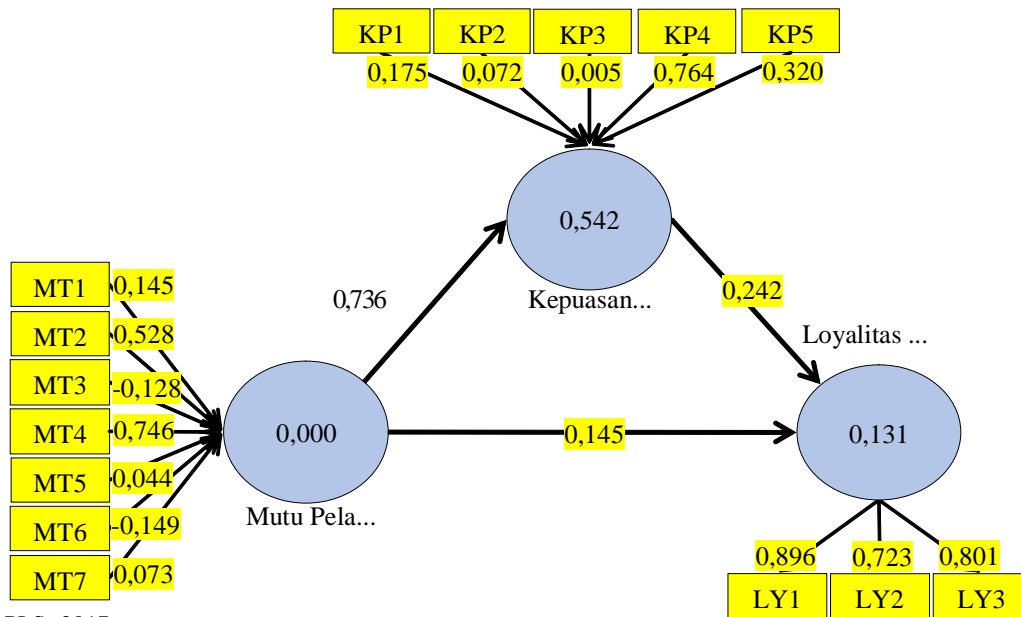 KP1 KP2 KP3 KP4 KP5
0,175 0,072 0,005 0,764 0,320
0,542
Kepuasan...
0,736
0,242
Loyalitas ...
MT1 0,145
MT2 0,528
MT3 -0,128
MT4 0,746
MT5 0,044
MT6 -0,149
MT7 0,073
0,000
Mutu Pela...
0,145
0,131
0,896 0,723 0,801
LY1 LY2 LY3